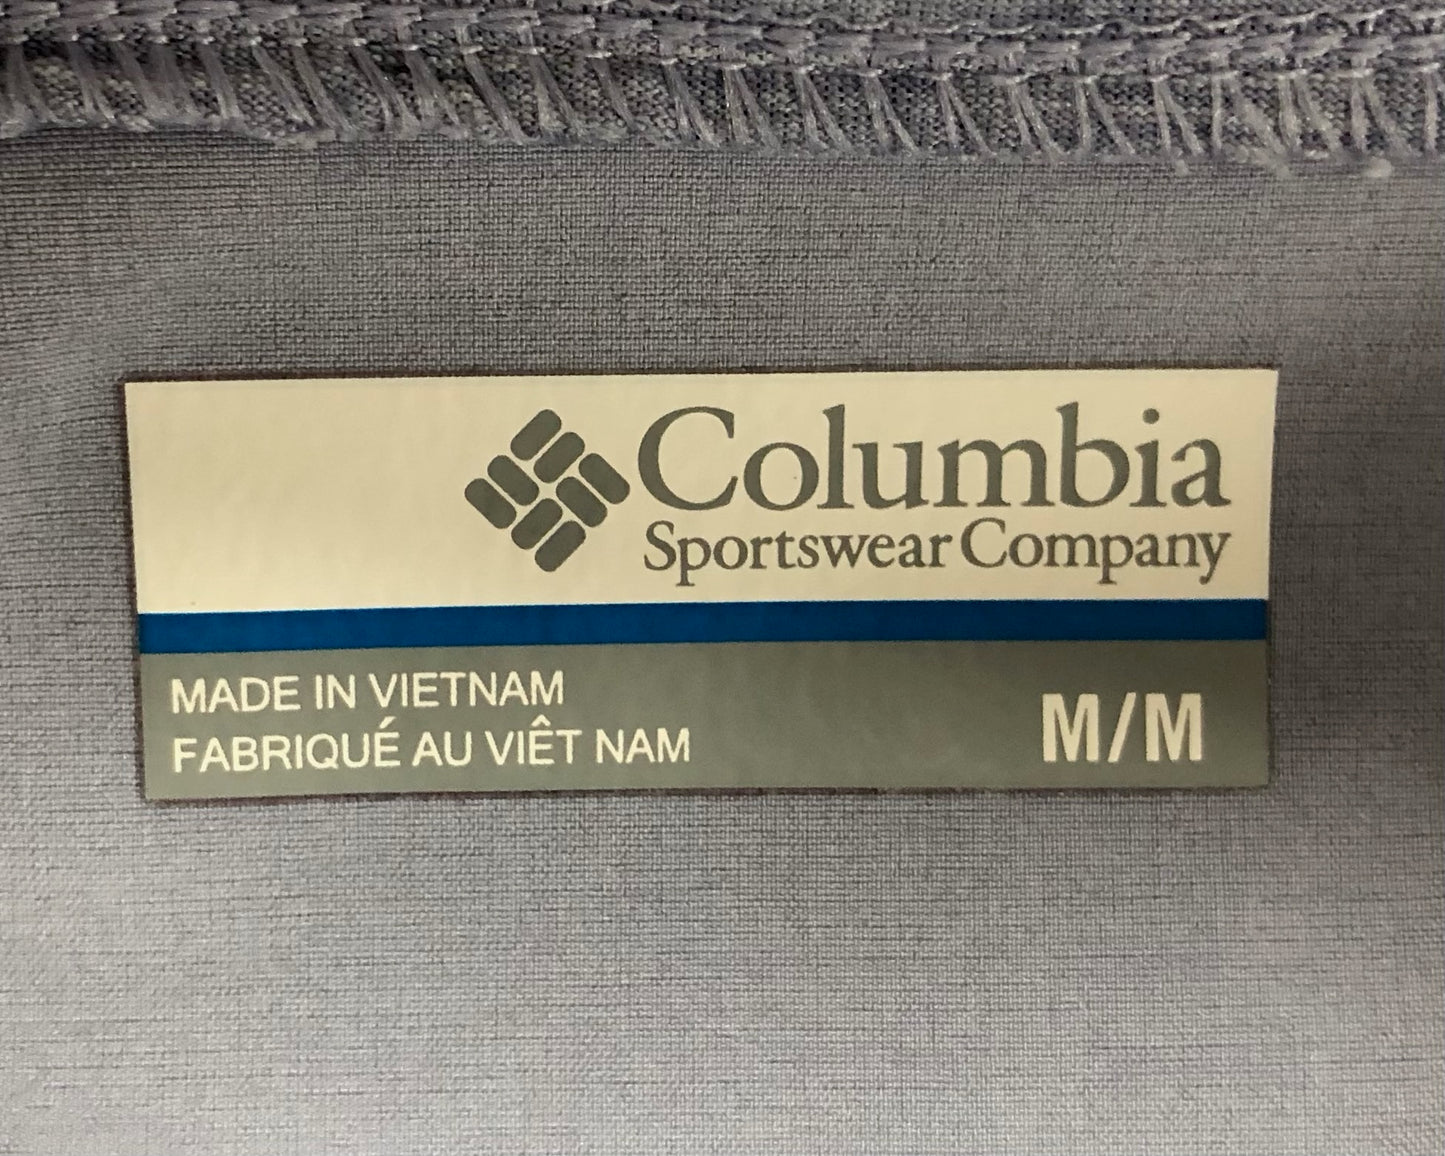 Columbia
Sportswear Company
MADE IN VIETNAM
FABRIQUÉ AU VIÊT NAM
M/M